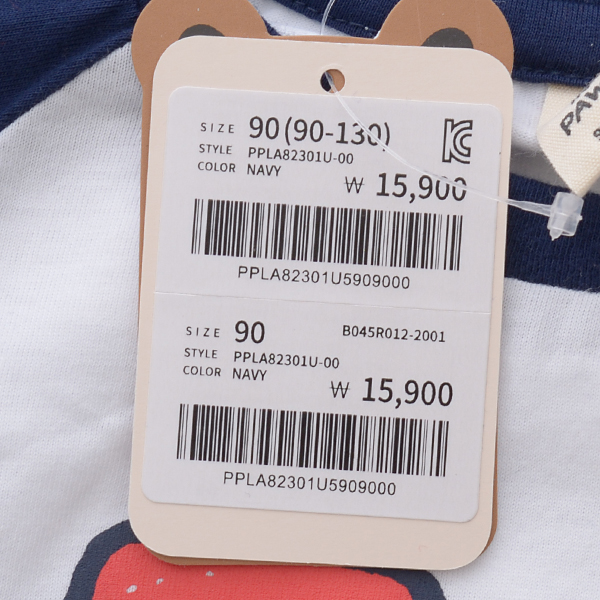 SIZE 90(90-130)
STYLE PPLA82301U-00
COLOR NAVY
₩ 15,900
PPLA82301U5909000
SIZE 90 B045R012-2001
STYLE PPLA82301U-00
COLOR NAVY
₩ 15,900
PPLA82301U5909000